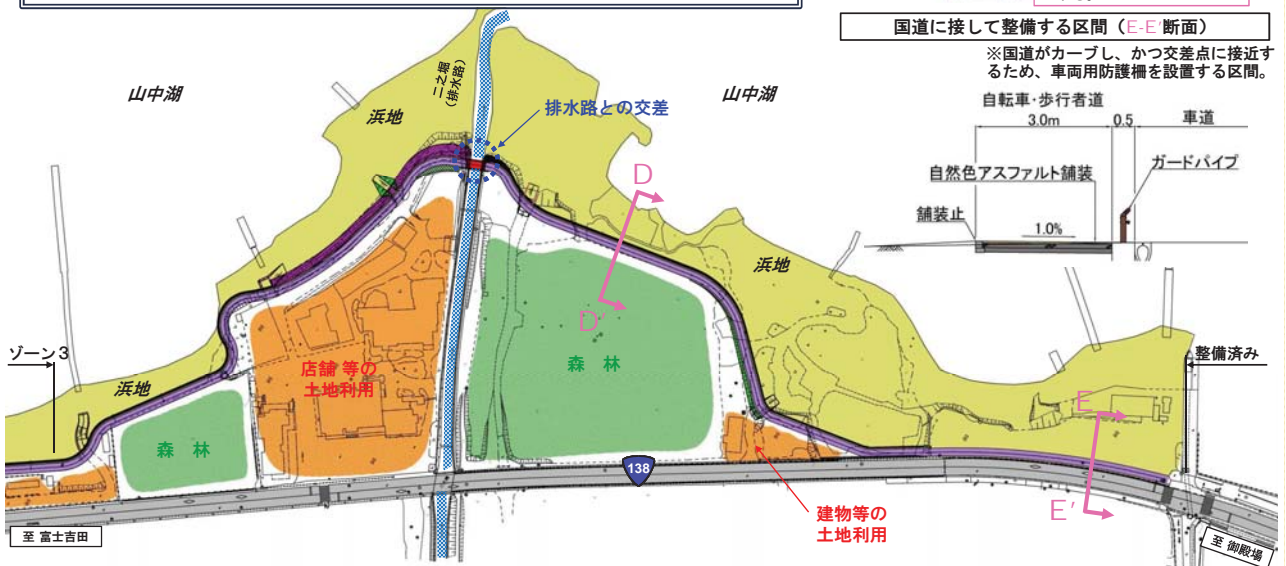 国道に接して整備する区間（E-E'断面）
※国道がカーブし、かつ交差点に接近す
るため、車両用防護柵を設置する区間。
自転車・歩行者道
3.0m
0.5
車道
自然色アスファルト舗装
ガードパイプ
舗装止
1.0%
山中湖
二之堀
（排水路）
浜地
排水路との交差
山中湖
D
D'
浜地
ゾーン3
浜地
店舗 等の
土地利用
森 林
森 林
整備済み
E
E'
138
建物等の
土地利用
至 富士吉田
至 御殿場